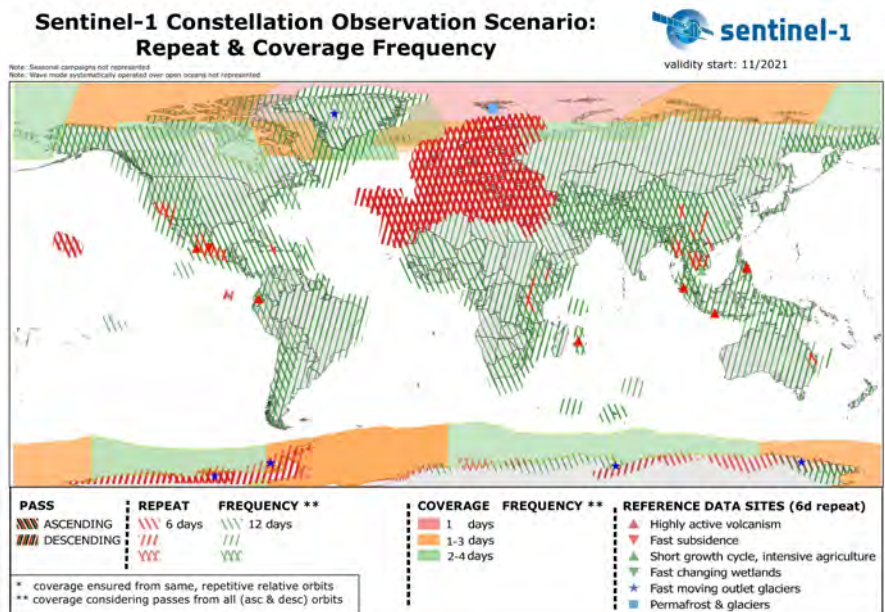 Sentinel-1 Constellation Observation Scenario:
Repeat & Coverage Frequency
sentinel-1
validity start: 11/2021
Note: Seasonal campaigns not represented
Note: Wave mode systematically operated over open oceans not represented
PASS
ASCENDING
DESCENDING
REPEAT FREQUENCY **
6 days 12 days
COVERAGE FREQUENCY **
1 days
1-3 days
2-4 days
REFERENCE DATA SITES (6d repeat)
Highly active volcanism
Fast subsidence
Short growth cycle, intensive agriculture
Fast changing wetlands
Fast moving outlet glaciers
Permafrost & glaciers
* coverage ensured from same, repetitive relative orbits
** coverage considering passes from all (asc & desc) orbits